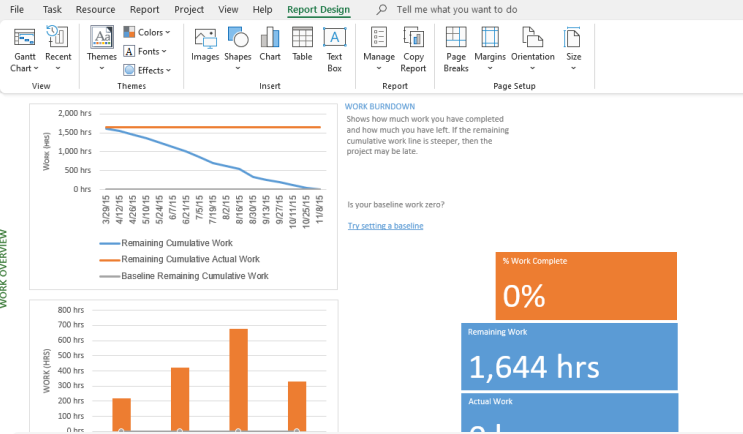 File Task Resource Report Project View Help Report Design Tell me what you want to do
Gantt Chart Recent Themes Colors Fonts Effects Images Shapes Chart Table Text Box Manage Copy Report Page Breaks Margins Orientation Size
View Themes Insert Report Page Setup
WORK OVERVIEW
2,000 hrs
1,500 hrs
1,000 hrs
500 hrs
0 hrs
WORK (HRS)
3/29/15 4/12/15 4/26/15 5/10/15 5/24/15 6/7/15 6/21/15 7/5/15 7/19/15 8/2/15 8/16/15 8/30/15 9/13/15 9/27/15 10/11/15 10/25/15 11/8/15
Remaining Cumulative Work
Remaining Cumulative Actual Work
Baseline Remaining Cumulative Work
WORK BURNDOWN
Shows how much work you have completed
and how much you have left. If the remaining
cumulative work line is steeper, then the
project may be late.
Is your baseline work zero?
Try setting a baseline
% Work Complete
0%
Remaining Work
1,644 hrs
Actual Work
800 hrs
700 hrs
600 hrs
500 hrs
400 hrs
300 hrs
200 hrs
100 hrs
0 hrs
WORK (HRS)